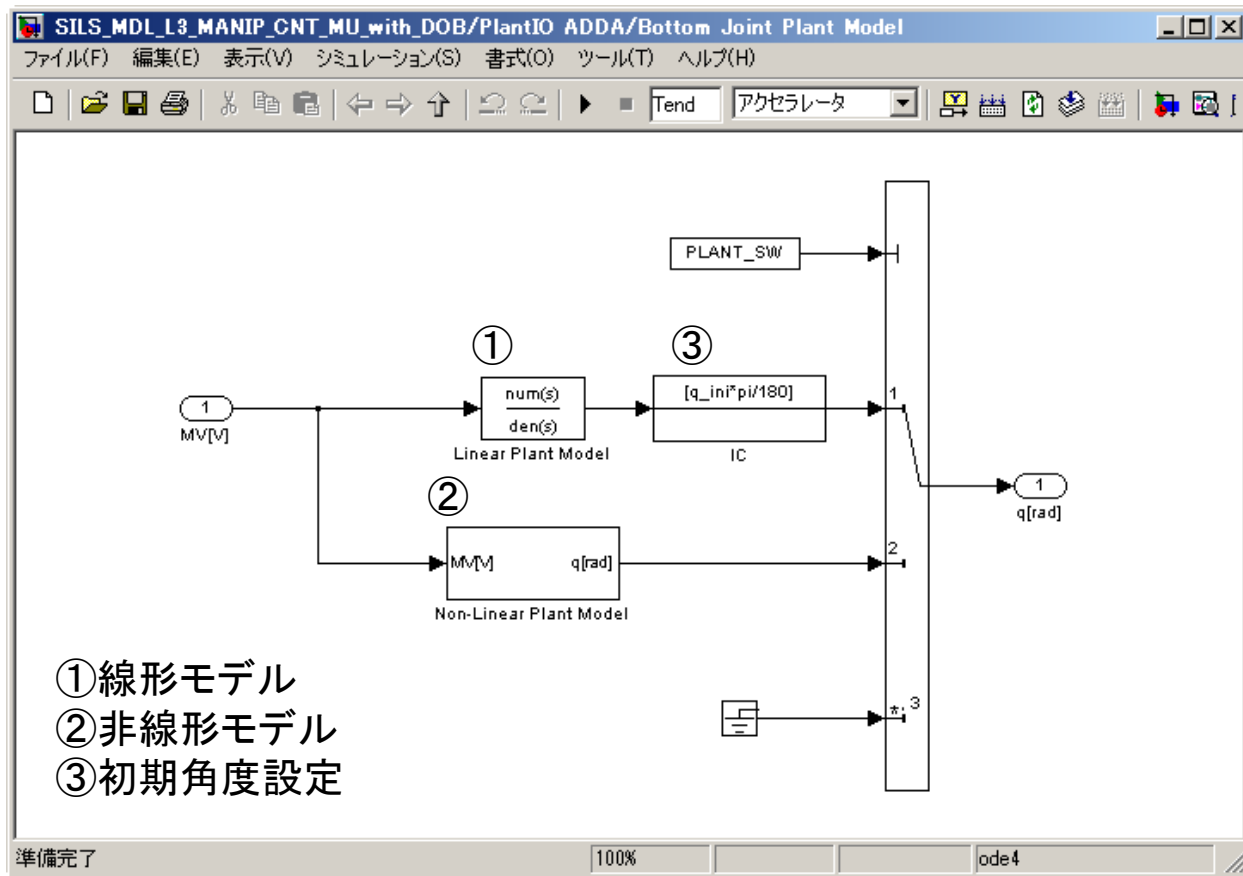 SILS_MDL_L3_MANIP_CNT_MU_with_DOB/PlantIO ADDA/Bottom Joint Plant Model
ファイル(F) 編集(E) 表示(V) シミュレーション(S) 書式(O) ツール(T) ヘルプ(H)
Tend アクセラレータ
PLANT_SW
① ③
num(s)
den(s)
[q_ini*pi/180]
1
1
MV[V]
Linear Plant Model
IC
②
1
q[rad]
MV[V] q[rad]
2
Non-Linear Plant Model
①線形モデル
②非線形モデル
③初期角度設定
*, 3
準備完了 100% ode4